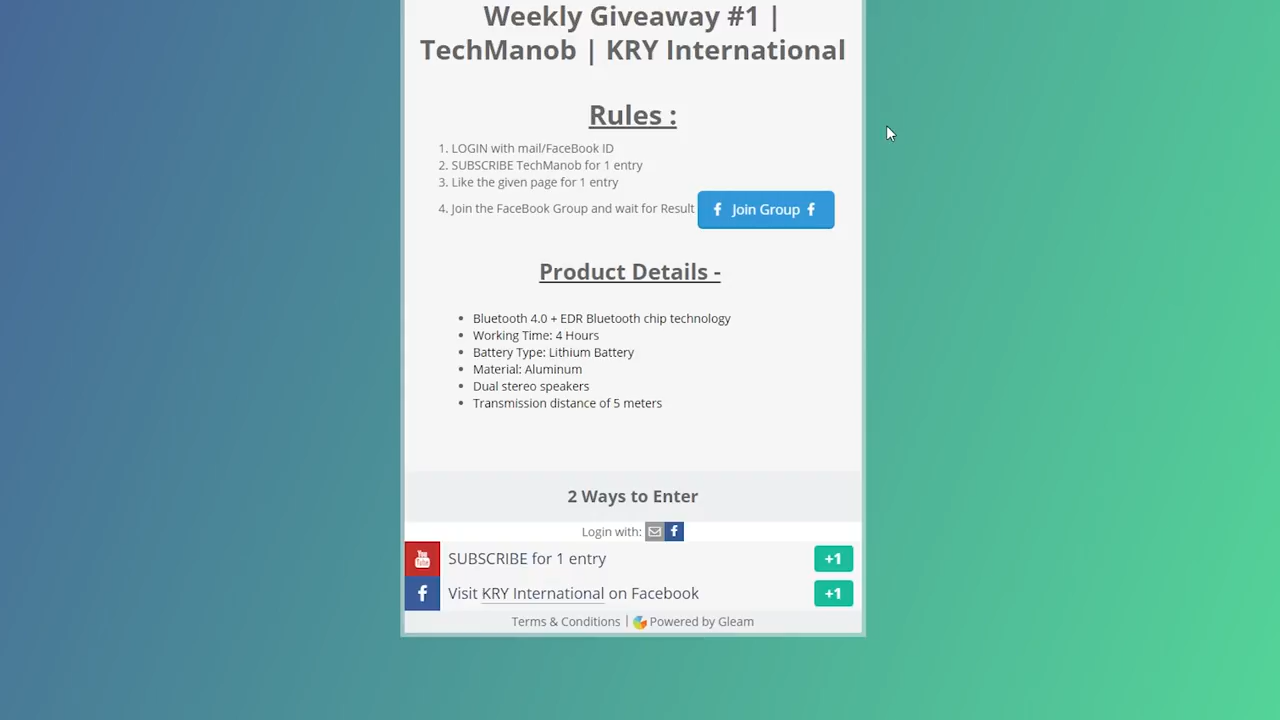 Weekly Giveaway #1 |
TechManob | KRY International
Rules :
1. LOGIN with mail/FaceBook ID
2. SUBSCRIBE TechManob for 1 entry
3. Like the given page for 1 entry
4. Join the FaceBook Group and wait for Result Join Group
Product Details -
Bluetooth 4.0 + EDR Bluetooth chip technology
Working Time: 4 Hours
Battery Type: Lithium Battery
Material: Aluminum
Dual stereo speakers
Transmission distance of 5 meters
2 Ways to Enter
Login with:
SUBSCRIBE for 1 entry +1
Visit KRY International on Facebook +1
Terms & Conditions | Powered by Gleam